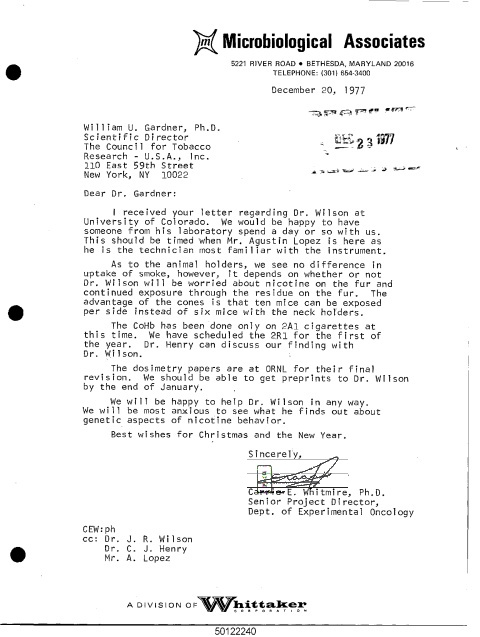 m Microbiological Associates
5221 RIVER ROAD • BETHESDA, MARYLAND 20016
TELEPHONE: (301) 654-3400
December 20, 1977
DEC 23 1977
William U. Gardner, Ph.D.
Scientific Director
The Council for Tobacco
Research - U.S.A., Inc.
110 East 59th Street
New York, NY 10022
Dear Dr. Gardner:
I received your letter regarding Dr. Wilson at
University of Colorado. We would be happy to have
someone from his laboratory spend a day or so with us.
This should be timed when Mr. Agustin Lopez is here as
he is the technician most familiar with the instrument.
As to the animal holders, we see no difference in
uptake of smoke, however, it depends on whether or not
Dr. Wilson will be worried about nicotine on the fur and
continued exposure through the residue on the fur. The
advantage of the cones is that ten mice can be exposed
per side instead of six mice with the neck holders.
The CoHb has been done only on 2A1 cigarettes at
this time. We have scheduled the 2R1 for the first of
the year. Dr. Henry can discuss our finding with
Dr. Wilson.
The dosimetry papers are at ORNL for their final
revision. We should be able to get preprints to Dr. Wilson
by the end of January.
We will be happy to help Dr. Wilson in any way.
We will be most anxious to see what he finds out about
genetic aspects of nicotine behavior.
Best wishes for Christmas and the New Year.
Sincerely,
Carrie E. Whitmire, Ph.D.
Senior Project Director,
Dept. of Experimental Oncology
CEW:ph
cc: Dr. J. R. Wilson
Dr. C. J. Henry
Mr. A. Lopez
A DIVISION OF Whittaker
CORPORATION
50122240